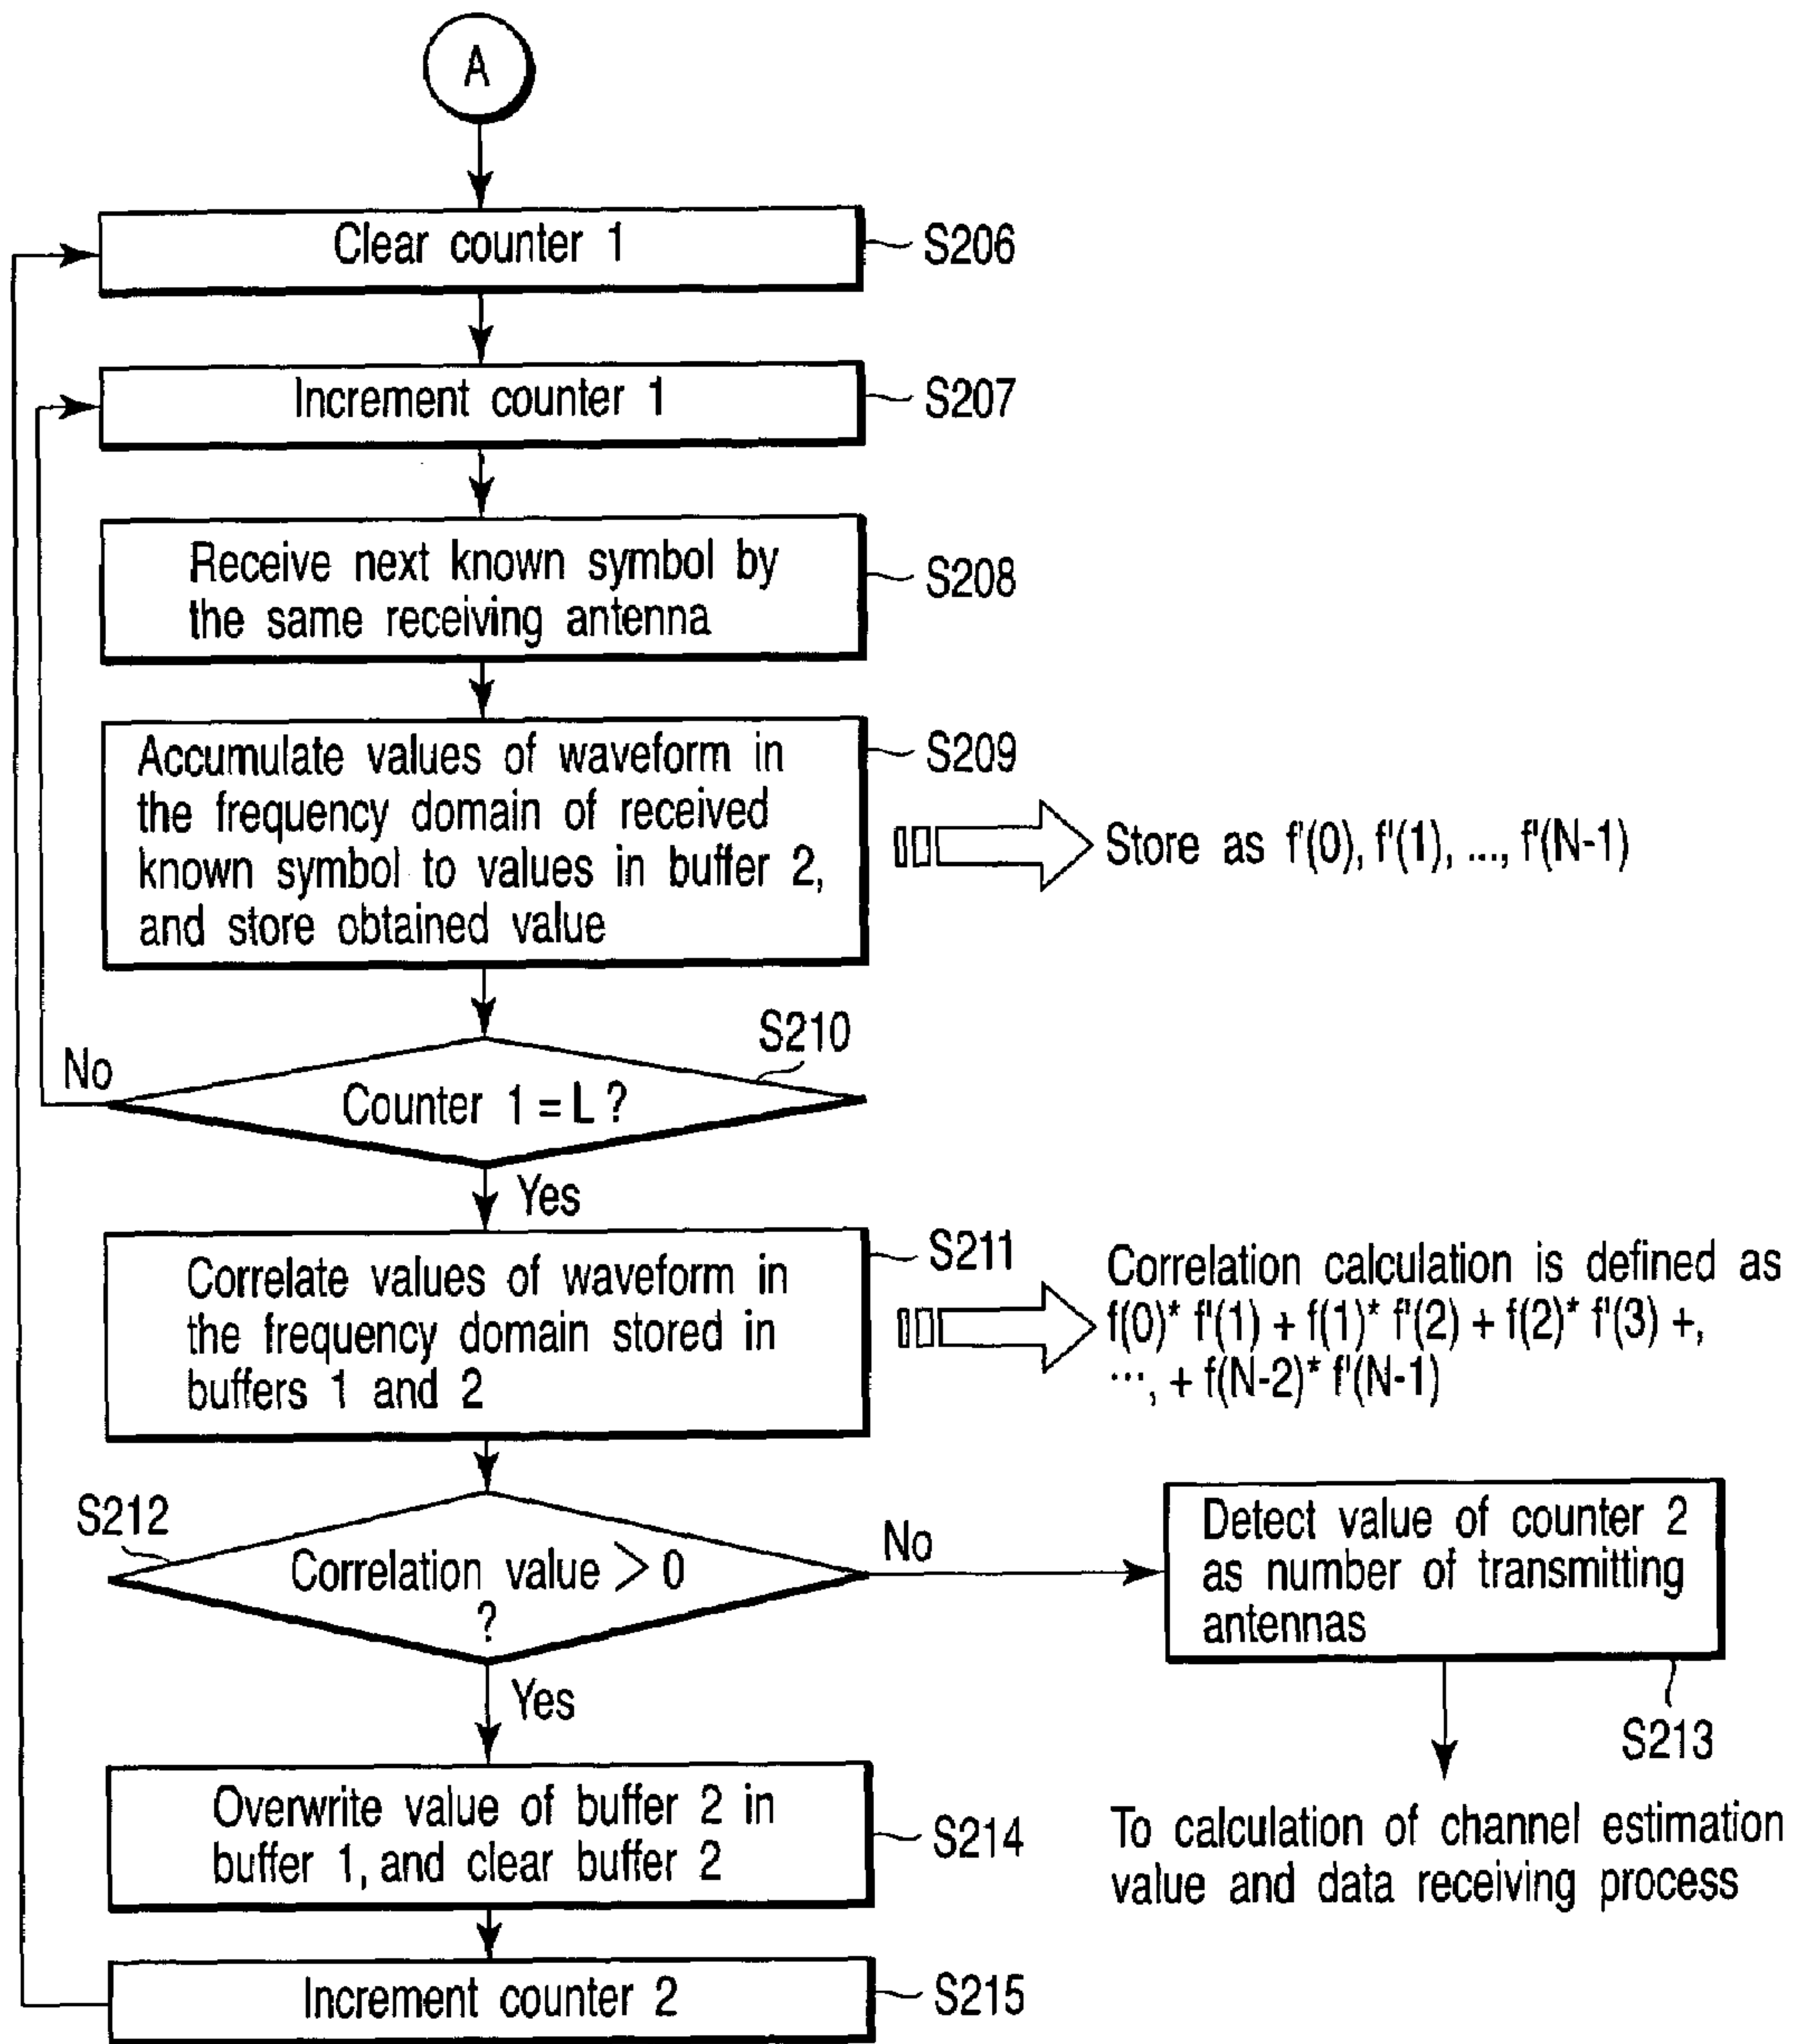 A
Clear counter 1
S206
Increment counter 1
S207
Receive next known symbol by
the same receiving antenna
S208
Accumulate values of waveform in
the frequency domain of received
known symbol to values in buffer 2,
and store obtained value
S209
Store as f'(0), f'(1), ..., f'(N-1)
S210
No
Counter 1 = L ?
Yes
Correlate values of waveform in
the frequency domain stored in
buffers 1 and 2
S211
Correlation calculation is defined as
f(0)* f'(1) + f(1)* f'(2) + f(2)* f'(3) +,
..., + f(N-2)* f'(N-1)
S212
Correlation value > 0
?
No
Detect value of counter 2
as number of transmitting
antennas
S213
Yes
To calculation of channel estimation
value and data receiving process
Overwrite value of buffer 2 in
buffer 1, and clear buffer 2
S214
Increment counter 2
S215